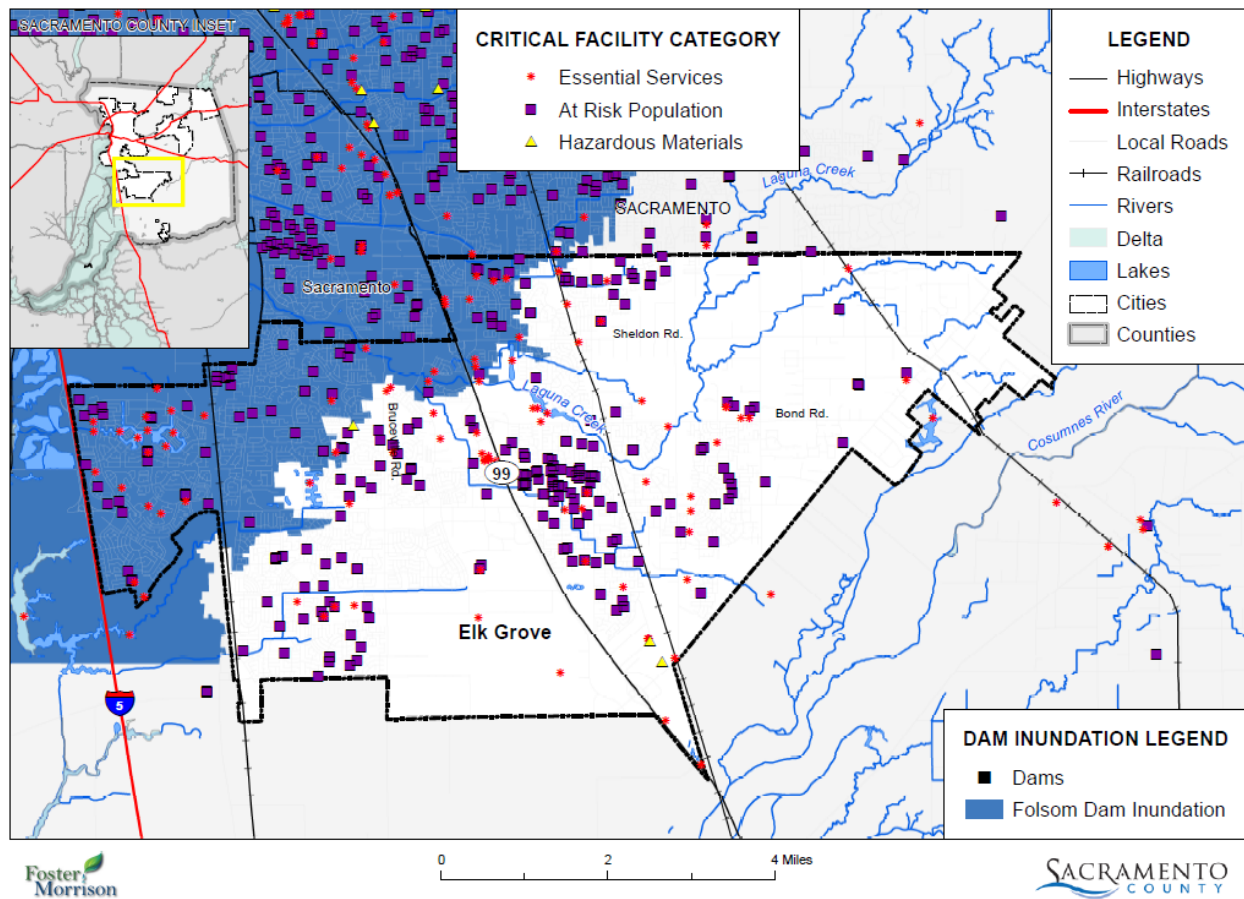 SACRAMENTO COUNTY INSET
CRITICAL FACILITY CATEGORY
Essential Services
At Risk Population
Hazardous Materials
LEGEND
Highways
Interstates
Local Roads
Railroads
Rivers
Delta
Lakes
Cities
Counties
Laguna Creek
SACRAMENTO
Sacramento
Sheldon Rd.
Laguna Creek
Bruceville Rd.
Bond Rd.
Cosumnes River
99
Elk Grove
5
DAM INUNDATION LEGEND
Dams
Folsom Dam Inundation
0 2 4 Miles
Foster
Morrison
SACRAMENTO
COUNTY